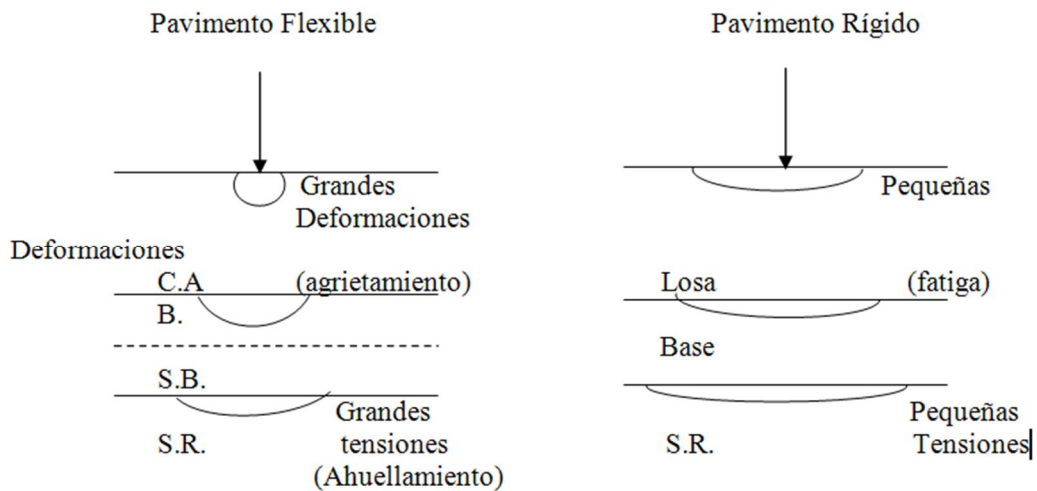 Pavimento Flexible
Pavimento Rígido
Grandes
Deformaciones
Pequeñas
Deformaciones
C.A (agrietamiento)
Losa (fatiga)
B.
Base
S.B.
Grandes
tensiones
(Ahuellamiento)
S.R.
Pequeñas
Tensiones
S.R.